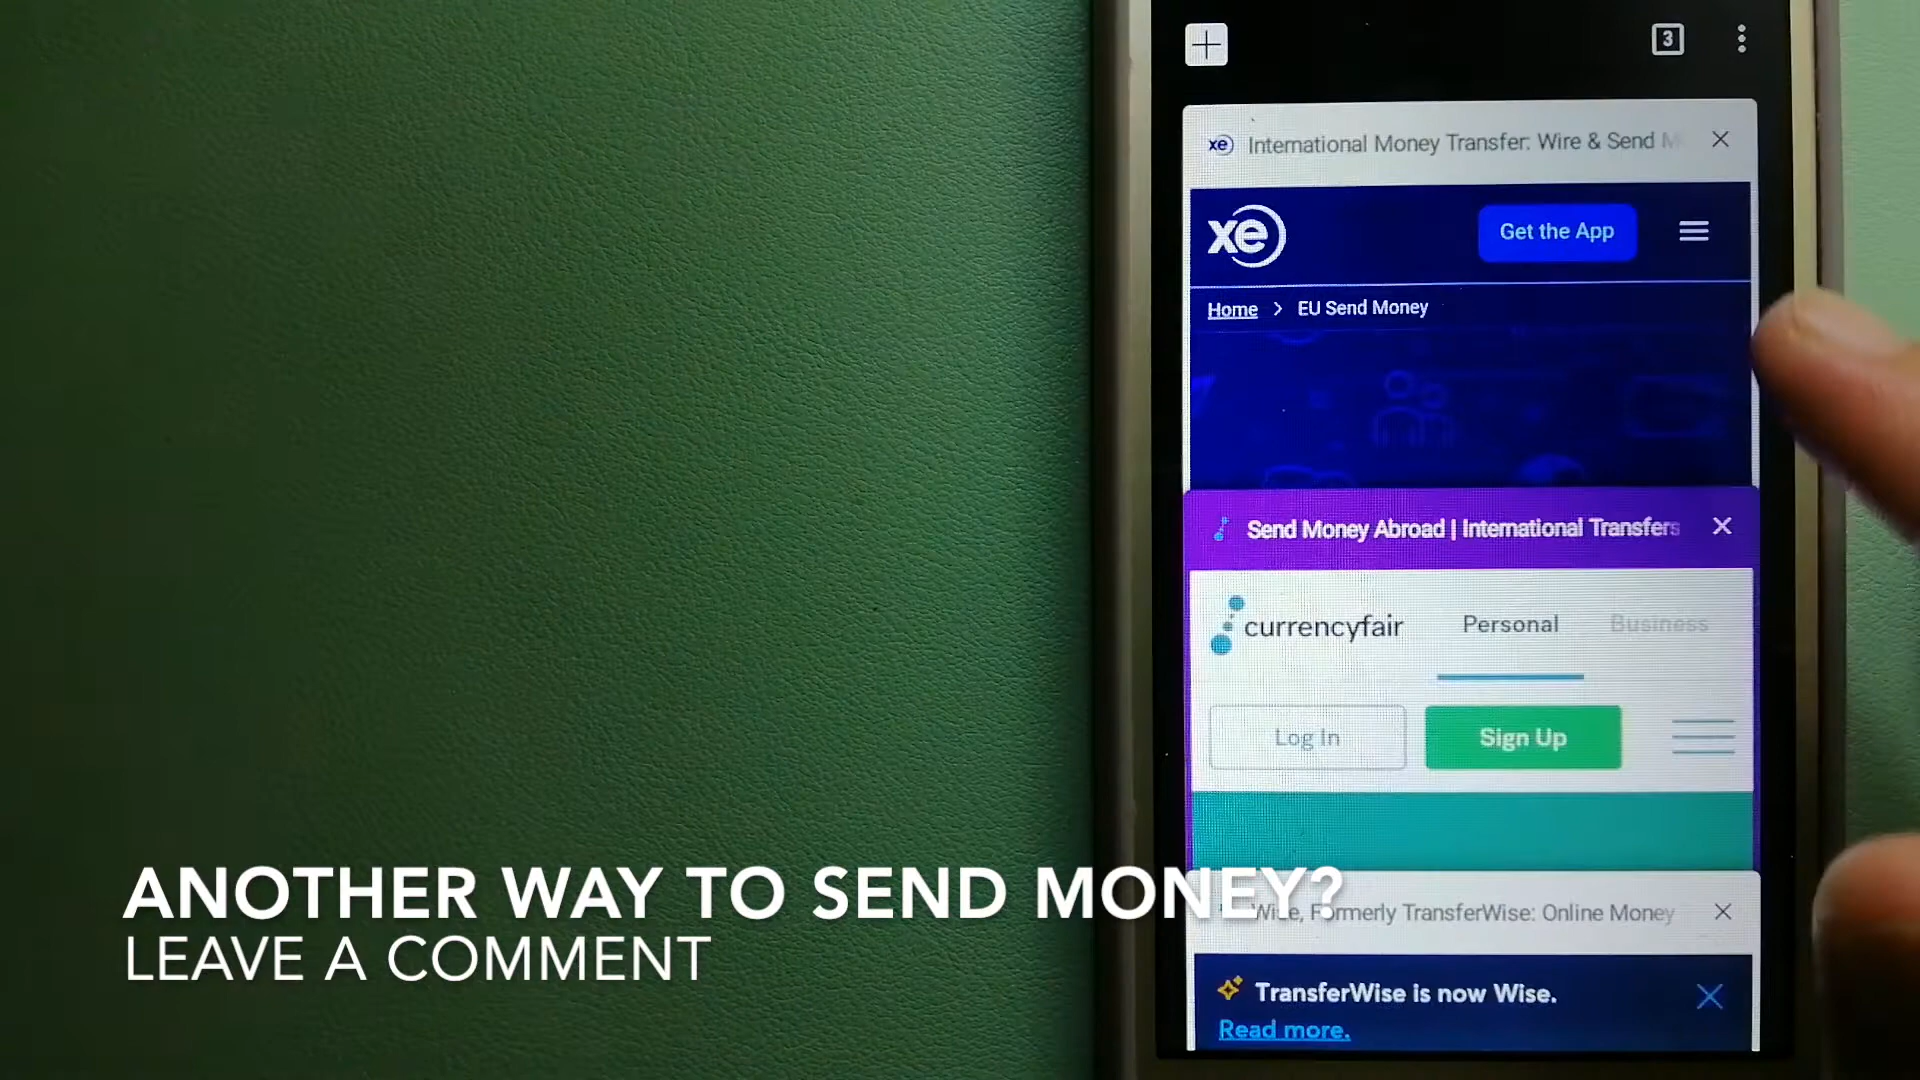 3
xe International Money Transfer: Wire & Send M
xe
Get the App
Home > EU Send Money
Send Money Abroad | International Transfers
currencyfair
Personal
Business
Log In
Sign Up
Wise, Formerly TransferWise: Online Money
TransferWise is now Wise.
Read more.
ANOTHER WAY TO SEND MONEY?
LEAVE A COMMENT